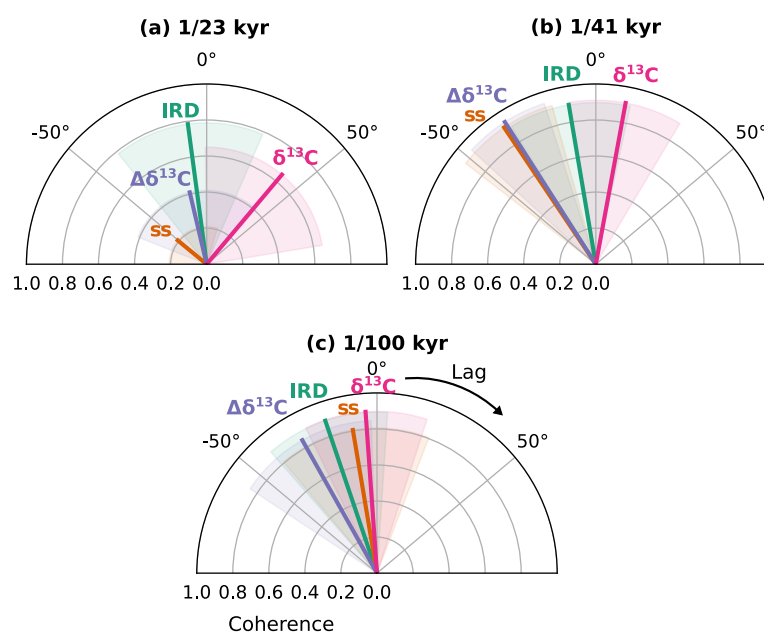 (a) 1/23 kyr
0°
-50°
50°
IRD
δ¹³C
Δδ¹³C
ss
1.0 0.8 0.6 0.4 0.2 0.0
(b) 1/41 kyr
0°
-50°
50°
IRD
δ¹³C
Δδ¹³C
ss
1.0 0.8 0.6 0.4 0.2 0.0
(c) 1/100 kyr
0°
Lag
-50°
50°
δ¹³C
IRD
Δδ¹³C
ss
1.0 0.8 0.6 0.4 0.2 0.0
Coherence